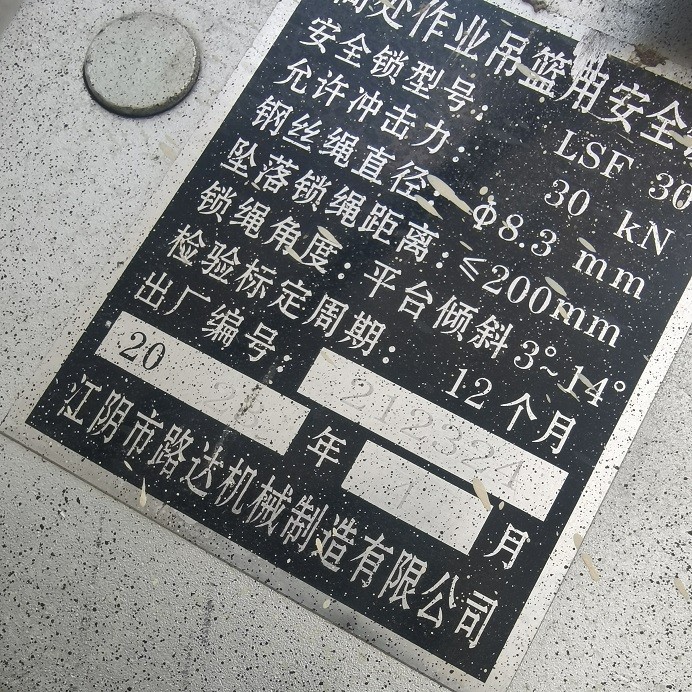 高处作业吊篮用安全
安全锁型号： LSF 30
允许冲击力： 30 kN
钢丝绳直径： Φ8.3 mm
坠落锁绳距离：≤200mm
锁绳角度：平台倾斜3°~14°
检验标定周期： 12个月
出厂编号： 212324
20 年 月
江阴市路达机械制造有限公司